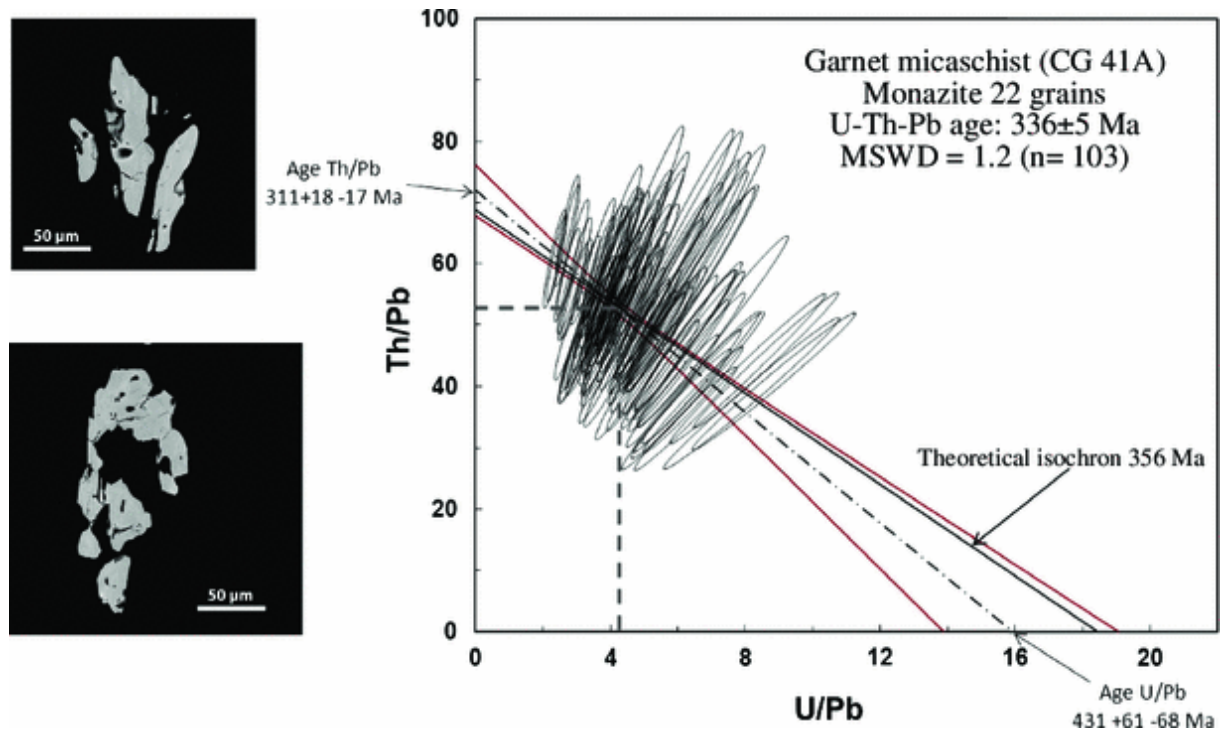 50 µm
50 µm
Age Th/Pb
311+18 -17 Ma
Th/Pb
100
80
60
40
20
0
Garnet micaschist (CG 41A)
Monazite 22 grains
U-Th-Pb age: 336±5 Ma
MSWD = 1.2 (n= 103)
Theoretical isochron 356 Ma
0 4 8 12 16 20
U/Pb
Age U/Pb
431 +61 -68 Ma